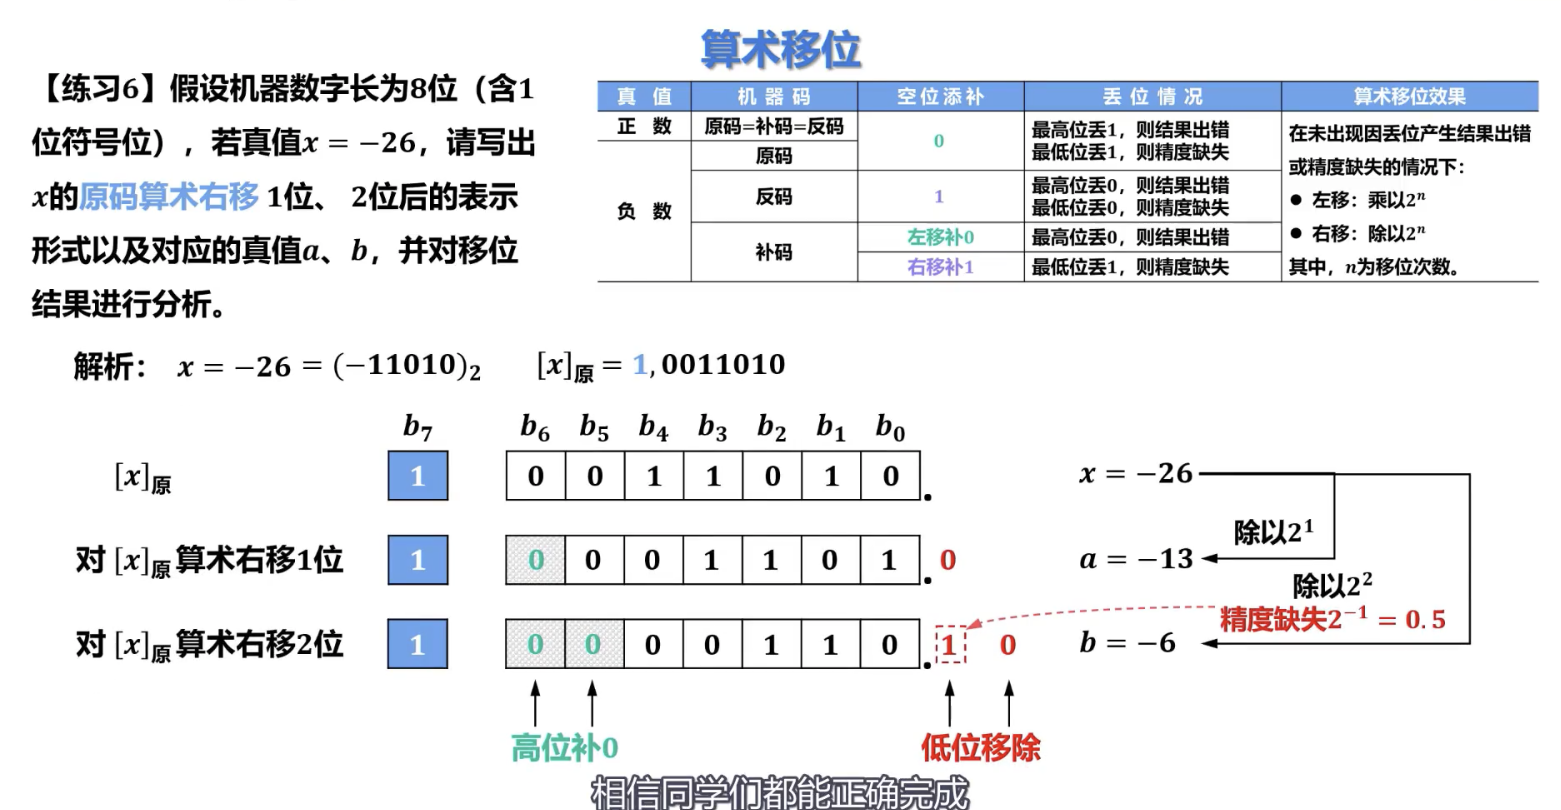 算术移位
【练习6】假设机器数字长为8位（含1
位符号位），若真值x = −26，请写出
x的原码算术右移 1位、 2位后的表示
形式以及对应的真值a、b，并对移位
结果进行分析。
真 值 机 器 码 空位添补 丢 位 情 况 算术移位效果
正 数 原码=补码=反码 0 最高位丢1，则结果出错
最低位丢1，则精度缺失
负 数 原码
反码 1 最高位丢0，则结果出错
最低位丢0，则精度缺失
补码 左移补0 最高位丢0，则结果出错
右移补1 最低位丢1，则精度缺失
在未出现因丢位产生结果出错
或精度缺失的情况下：
● 左移：乘以2ⁿ
● 右移：除以2ⁿ
其中，n为移位次数。
解析： x = −26 = (−11010)₂ [x]原 = 1,0011010
b₇ b₆ b₅ b₄ b₃ b₂ b₁ b₀
[x]原 1 0 0 1 1 0 1 0 . x = −26
除以2¹
对 [x]原 算术右移1位 1 0 0 0 1 1 0 1 . 0 a = −13
除以2²
精度缺失2⁻¹ = 0.5
对 [x]原 算术右移2位 1 0 0 0 0 1 1 0 . 1 0 b = −6
高位补0 低位移除
相信同学们都能正确完成